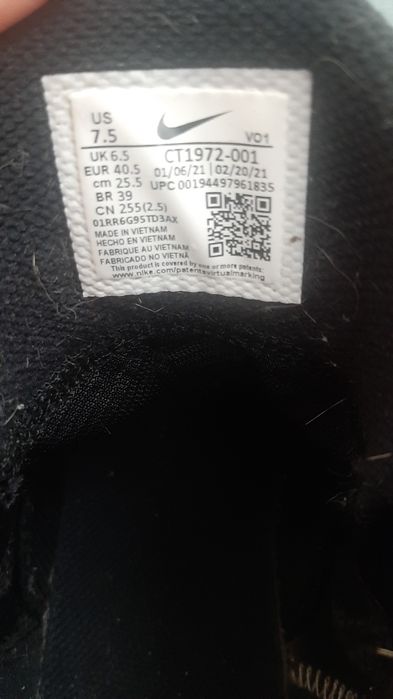 US
7.5
VO1
UK 6.5 CT1972-001
EUR 40.5 01/06/21 | 02/20/21
cm 25.5 UPC 00194497961835
BR 39
CN 255(2.5)
01RR6G95TD3AX
MADE IN VIETNAM
HECHO EN VIETNAM
FABRIQUE AU VIETNAM
FABRICADO NO VIETNÃ
This product is covered by one or more patents:
www.nike.com/patentsvirtualmarking